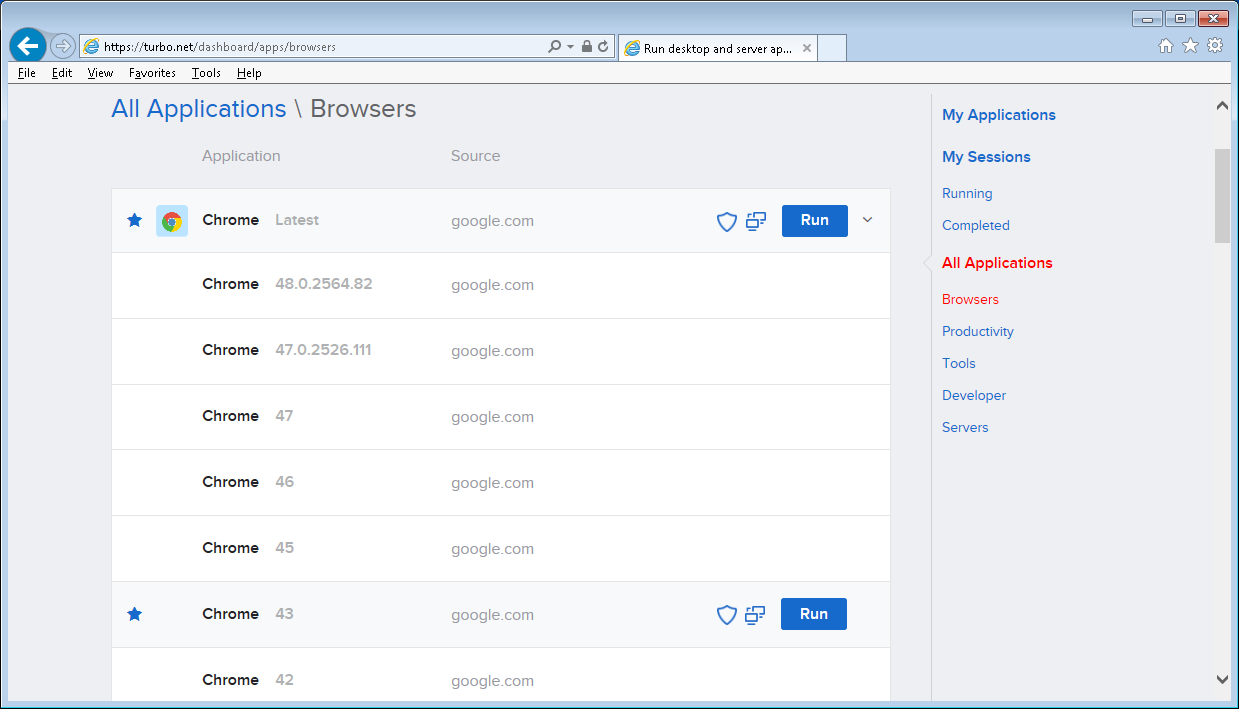 https://turbo.net/dashboard/apps/browsers
Run desktop and server ap...
File Edit View Favorites Tools Help
All Applications \ Browsers
Application Source
Chrome Latest google.com Run
Chrome 48.0.2564.82 google.com
Chrome 47.0.2526.111 google.com
Chrome 47 google.com
Chrome 46 google.com
Chrome 45 google.com
Chrome 43 google.com Run
Chrome 42 google.com
My Applications
My Sessions
Running
Completed
All Applications
Browsers
Productivity
Tools
Developer
Servers